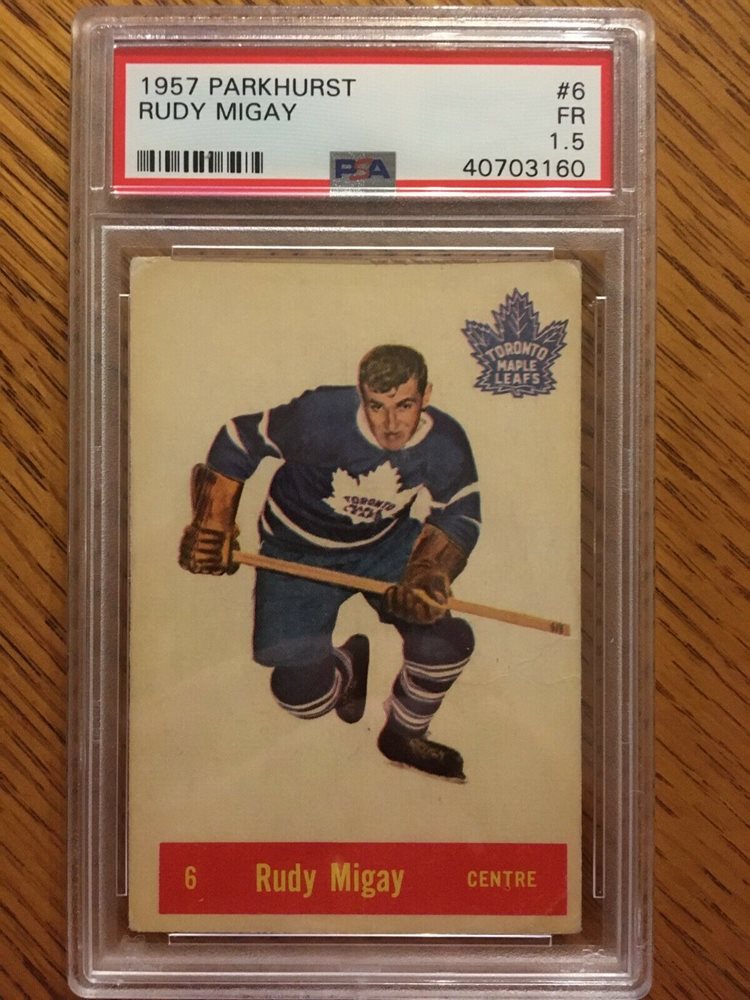 1957 PARKHURST #6
RUDY MIGAY FR
1.5
PSA 40703160
TORONTO
MAPLE
LEAFS
TORONTO
6 Rudy Migay CENTRE